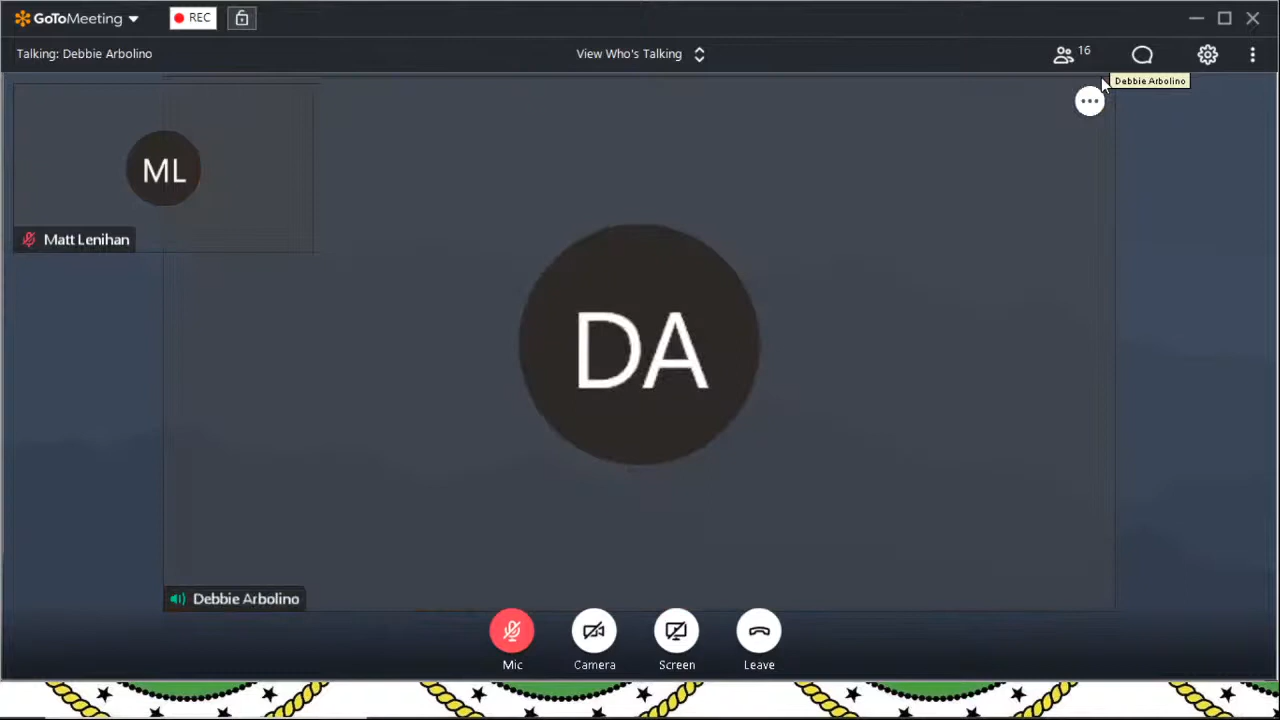 GoToMeeting
REC
Talking: Debbie Arbolino
View Who's Talking
16
Debbie Arbolino
ML
Matt Lenihan
DA
Debbie Arbolino
Mic
Camera
Screen
Leave